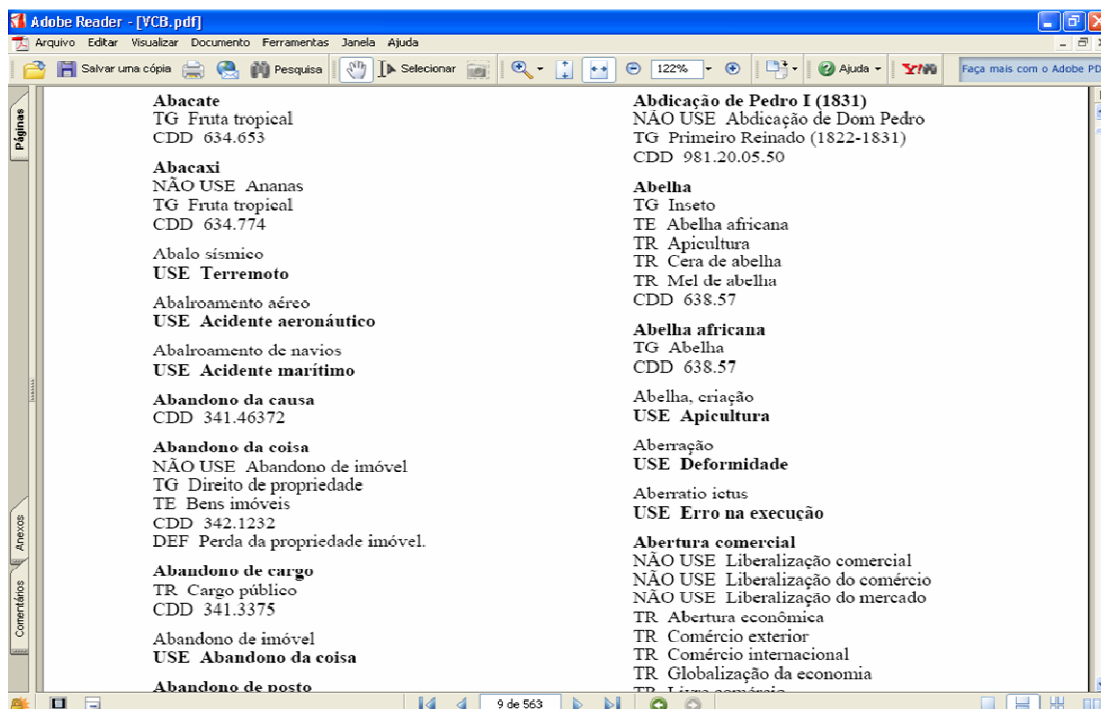 Adobe Reader - [VCB.pdf]
Arquivo Editar Visualizar Documento Ferramentas Janela Ajuda
Salvar uma cópia Pesquisa Selecionar 122% Ajuda Y! Faça mais com o Adobe PD
Páginas
Anexos
Comentários
Abacate
TG Fruta tropical
CDD 634.653
Abacaxi
NÃO USE Ananas
TG Fruta tropical
CDD 634.774
Abalo sísmico
USE Terremoto
Abalroamento aéreo
USE Acidente aeronáutico
Abalroamento de navios
USE Acidente marítimo
Abandono da causa
CDD 341.46372
Abandono da coisa
NÃO USE Abandono de imóvel
TG Direito de propriedade
TE Bens imóveis
CDD 342.1232
DEF Perda da propriedade imóvel.
Abandono de cargo
TR Cargo público
CDD 341.3375
Abandono de imóvel
USE Abandono da coisa
Abandono de posto
Abdicação de Pedro I (1831)
NÃO USE Abdicação de Dom Pedro
TG Primeiro Reinado (1822-1831)
CDD 981.20.05.50
Abelha
TG Inseto
TE Abelha africana
TR Apicultura
TR Cera de abelha
TR Mel de abelha
CDD 638.57
Abelha africana
TG Abelha
CDD 638.57
Abelha, criação
USE Apicultura
Aberração
USE Deformidade
Aberratio ictus
USE Erro na execução
Abertura comercial
NÃO USE Liberalização comercial
NÃO USE Liberalização do comércio
NÃO USE Liberalização do mercado
TR Abertura econômica
TR Comércio exterior
TR Comércio internacional
TR Globalização da economia
TR Livre comércio
9 de 563